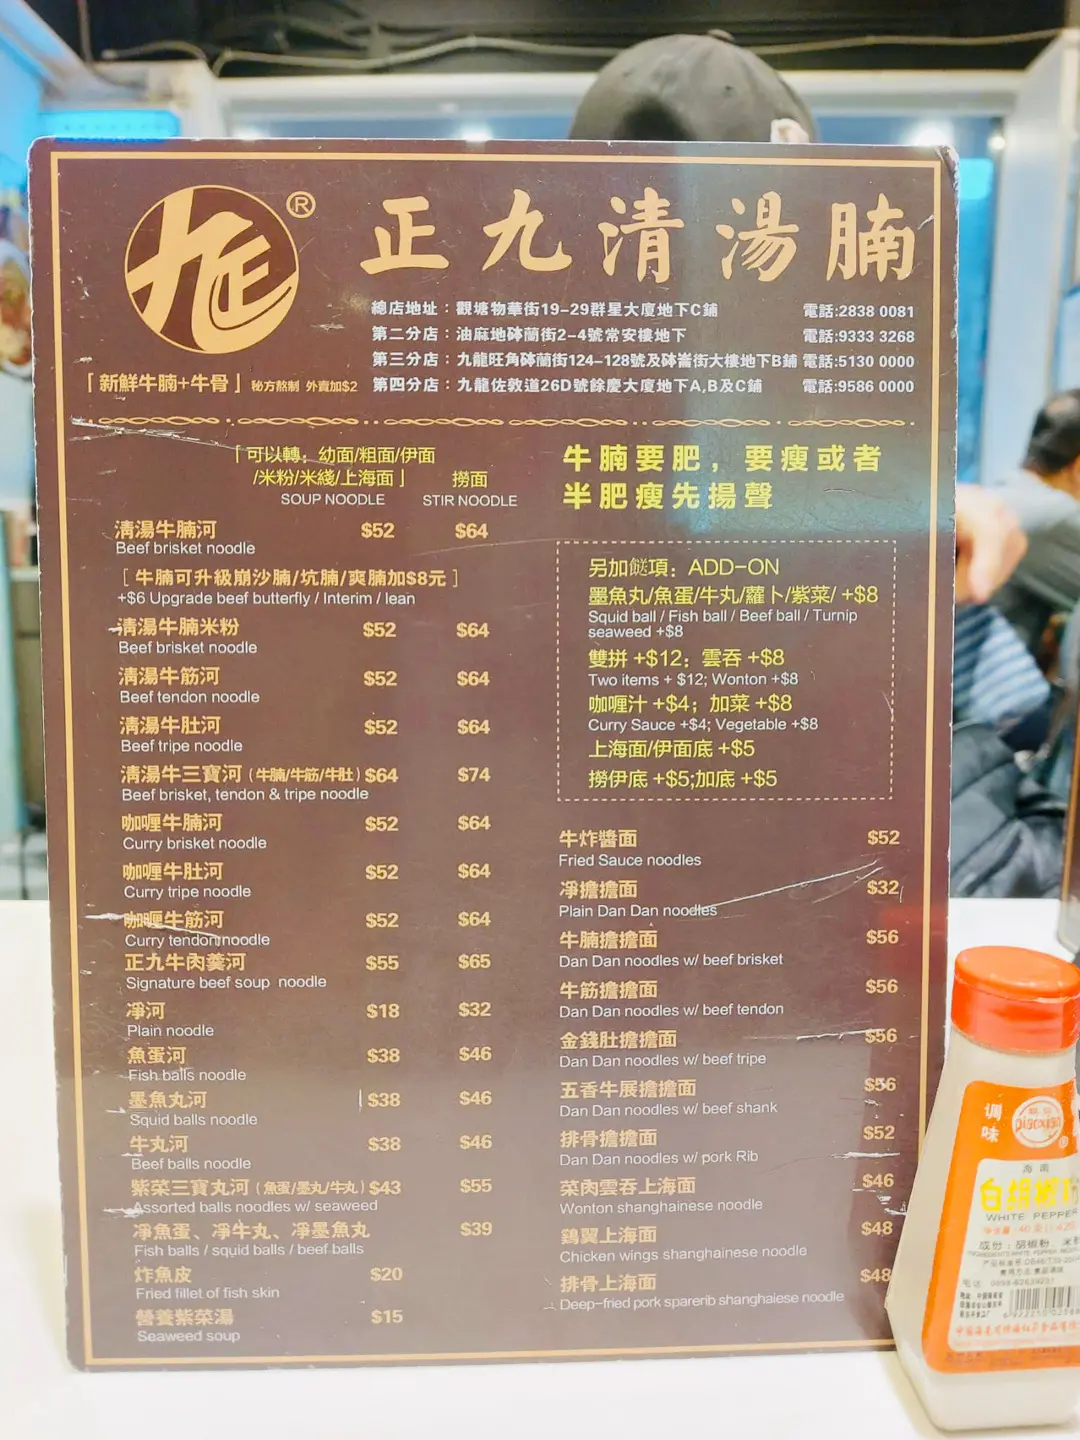 九正®
正九清湯腩
總店地址：觀塘物華街19-29群星大廈地下C鋪 電話:2838 0081
第二分店：油麻地砵蘭街2-4號常安樓地下 電話:9333 3268
第三分店：九龍旺角砵蘭街124-128號及砵崙街大樓地下B鋪 電話:5130 0000
第四分店：九龍佐敦道26D號餘慶大廈地下A,B及C鋪 電話:9586 0000
「新鮮牛腩+牛骨」秘方熬制 外賣加$2
「可以轉：幼面/粗面/伊面
/米粉/米綫/上海面」 撈面
SOUP NOODLE STIR NOODLE
清湯牛腩河 $52 $64
Beef brisket noodle
[ 牛腩可升級崩沙腩/坑腩/爽腩加$8元 ]
+$6 Upgrade beef butterfly / Interim / lean
清湯牛腩米粉 $52 $64
Beef brisket noodle
清湯牛筋河 $52 $64
Beef tendon noodle
清湯牛肚河 $52 $64
Beef tripe noodle
清湯牛三寶河 (牛腩/牛筋/牛肚) $64 $74
Beef brisket, tendon & tripe noodle
咖喱牛腩河 $52 $64
Curry brisket noodle
咖喱牛肚河 $52 $64
Curry tripe noodle
咖喱牛筋河 $52 $64
Curry tendon noodle
正九牛肉羹河 $55 $65
Signature beef soup noodle
凈河 $18 $32
Plain noodle
魚蛋河 $38 $46
Fish balls noodle
墨魚丸河 $38 $46
Squid balls noodle
牛丸河 $38 $46
Beef balls noodle
紫菜三寶丸河 (魚蛋/墨丸/牛丸) $43 $55
Assorted balls noodles w/ seaweed
凈魚蛋、凈牛丸、凈墨魚丸 $39
Fish balls / squid balls / beef balls
炸魚皮 $20
Fried fillet of fish skin
營養紫菜湯 $15
Seaweed soup
牛腩要肥，要瘦或者
半肥瘦先揚聲
另加餸項：ADD-ON
墨魚丸/魚蛋/牛丸/蘿卜/紫菜/ +$8
Squid ball / Fish ball / Beef ball / Turnip
seaweed +$8
雙拼 +$12；雲吞 +$8
Two items + $12; Wonton +$8
咖喱汁 +$4；加菜 +$8
Curry Sauce +$4; Vegetable +$8
上海面/伊面底 +$5
撈伊底 +$5;加底 +$5
牛炸醬面 $52
Fried Sauce noodles
凈擔擔面 $32
Plain Dan Dan noodles
牛腩擔擔面 $56
Dan Dan noodles w/ beef brisket
牛筋擔擔面 $56
Dan Dan noodles w/ beef tendon
金錢肚擔擔面 $56
Dan Dan noodles w/ beef tripe
五香牛展擔擔面 $56
Dan Dan noodles w/ beef shank
排骨擔擔面 $52
Dan Dan noodles w/ pork Rib
菜肉雲吞上海面 $46
Wonton shanghainese noodle
鷄翼上海面 $48
Chicken wings shanghainese noodle
排骨上海面 $48
Deep-fried pork sparerib shanghaiese noodle
调味
海南
白胡椒粉
WHITE PEPPER
成份：胡椒粉、米粉